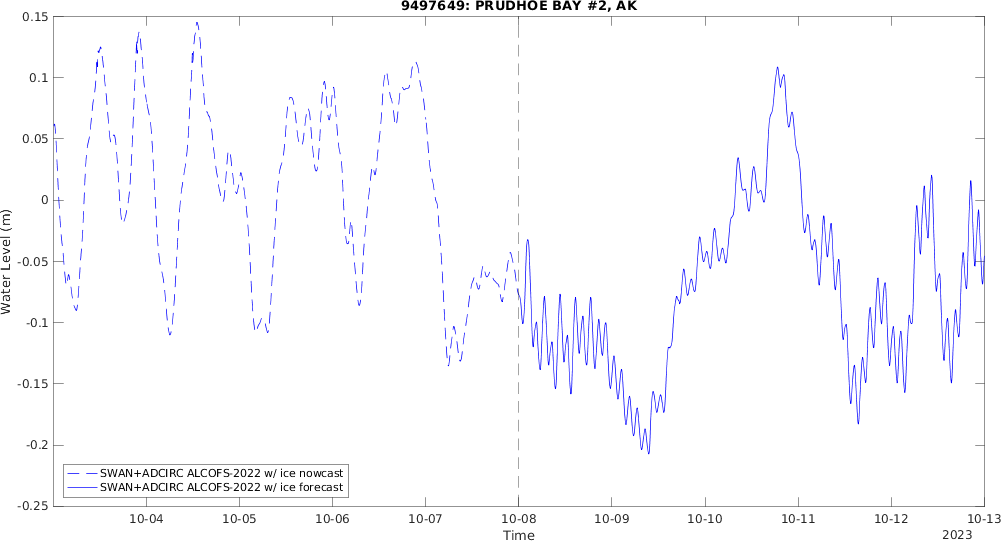 9497649: PRUDHOE BAY #2, AK
0.15
0.1
0.05
0
-0.05
-0.1
-0.15
-0.2
-0.25
Water Level (m)
SWAN+ADCIRC ALCOFS-2022 w/ ice nowcast
SWAN+ADCIRC ALCOFS-2022 w/ ice forecast
10-04 10-05 10-06 10-07 10-08 10-09 10-10 10-11 10-12 10-13
Time 2023